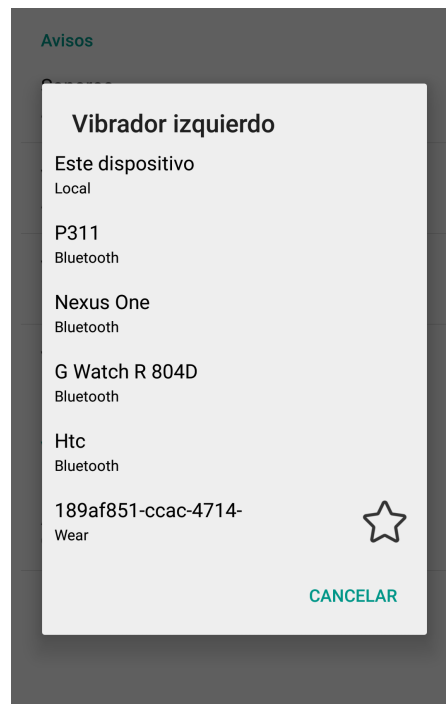 Avisos
Vibrador izquierdo
Este dispositivo
Local
P311
Bluetooth
Nexus One
Bluetooth
G Watch R 804D
Bluetooth
Htc
Bluetooth
189af851-ccac-4714-
Wear
CANCELAR